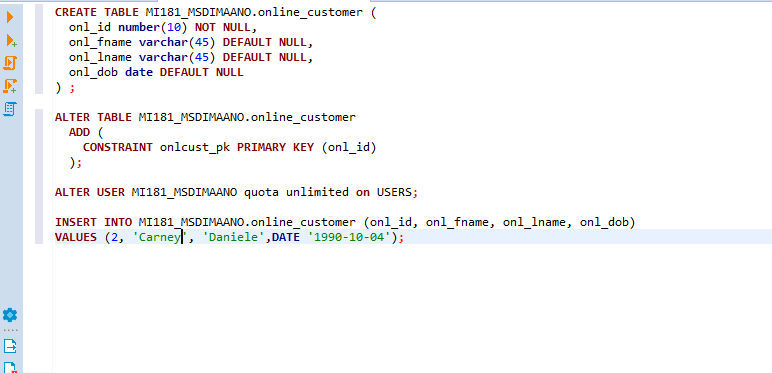 CREATE TABLE MI181_MSDIMAANO.online_customer (
onl_id number(10) NOT NULL,
onl_fname varchar(45) DEFAULT NULL,
onl_lname varchar(45) DEFAULT NULL,
onl_dob date DEFAULT NULL
) ;
ALTER TABLE MI181_MSDIMAANO.online_customer
ADD (
CONSTRAINT onlcust_pk PRIMARY KEY (onl_id)
);
ALTER USER MI181_MSDIMAANO quota unlimited on USERS;
INSERT INTO MI181_MSDIMAANO.online_customer (onl_id, onl_fname, onl_lname, onl_dob)
VALUES (2, 'Carney', 'Daniele',DATE '1990-10-04');